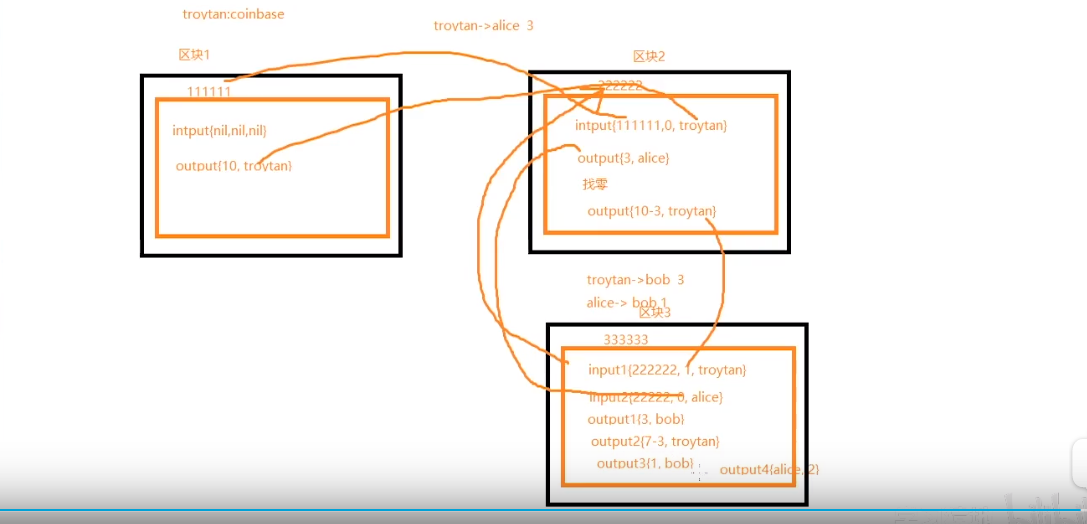 troytan:coinbase
troytan->alice 3
区块1
区块2
111111
intput{nil,nil,nil)
output{10, troytan}
222222
intput{111111,0, troytan}
output{3, alice}
找零
output{10-3, troytan}
troytan->bob 3
alice-> bob 1
区块3
333333
input1{222222, 1, troytan}
input2{22222, 0, alice}
output1{3, bob}
output2{7-3, troytan}
output3{1, bob}
output4{alice, 2}